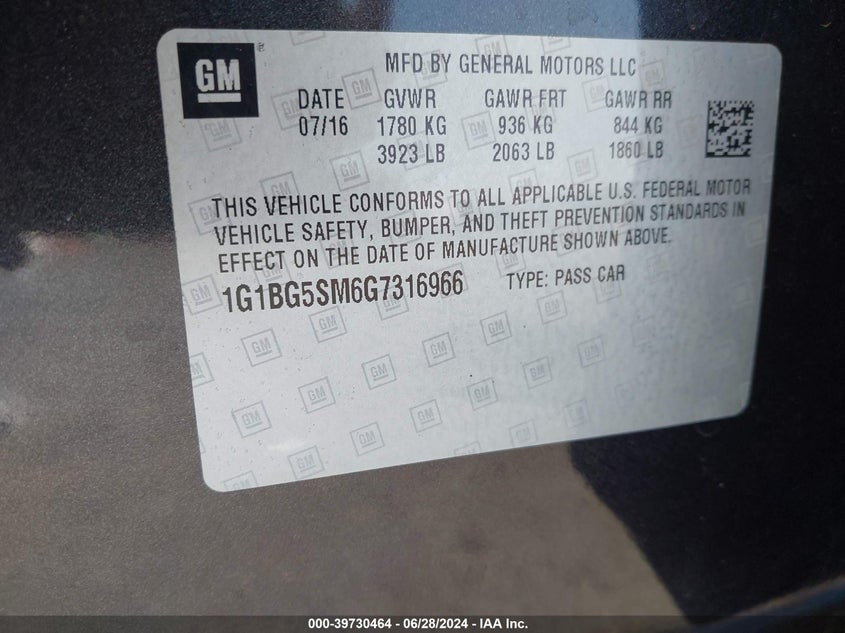 GM
MFD BY GENERAL MOTORS LLC
DATE GVWR GAWR FRT GAWR RR
07/16 1780 KG 936 KG 844 KG
3923 LB 2063 LB 1860 LB
THIS VEHICLE CONFORMS TO ALL APPLICABLE U.S. FEDERAL MOTOR
VEHICLE SAFETY, BUMPER, AND THEFT PREVENTION STANDARDS IN
EFFECT ON THE DATE OF MANUFACTURE SHOWN ABOVE.
1G1BG5SM6G7316966 TYPE: PASS CAR
000-39730464 - 06/28/2024 - IAA Inc.